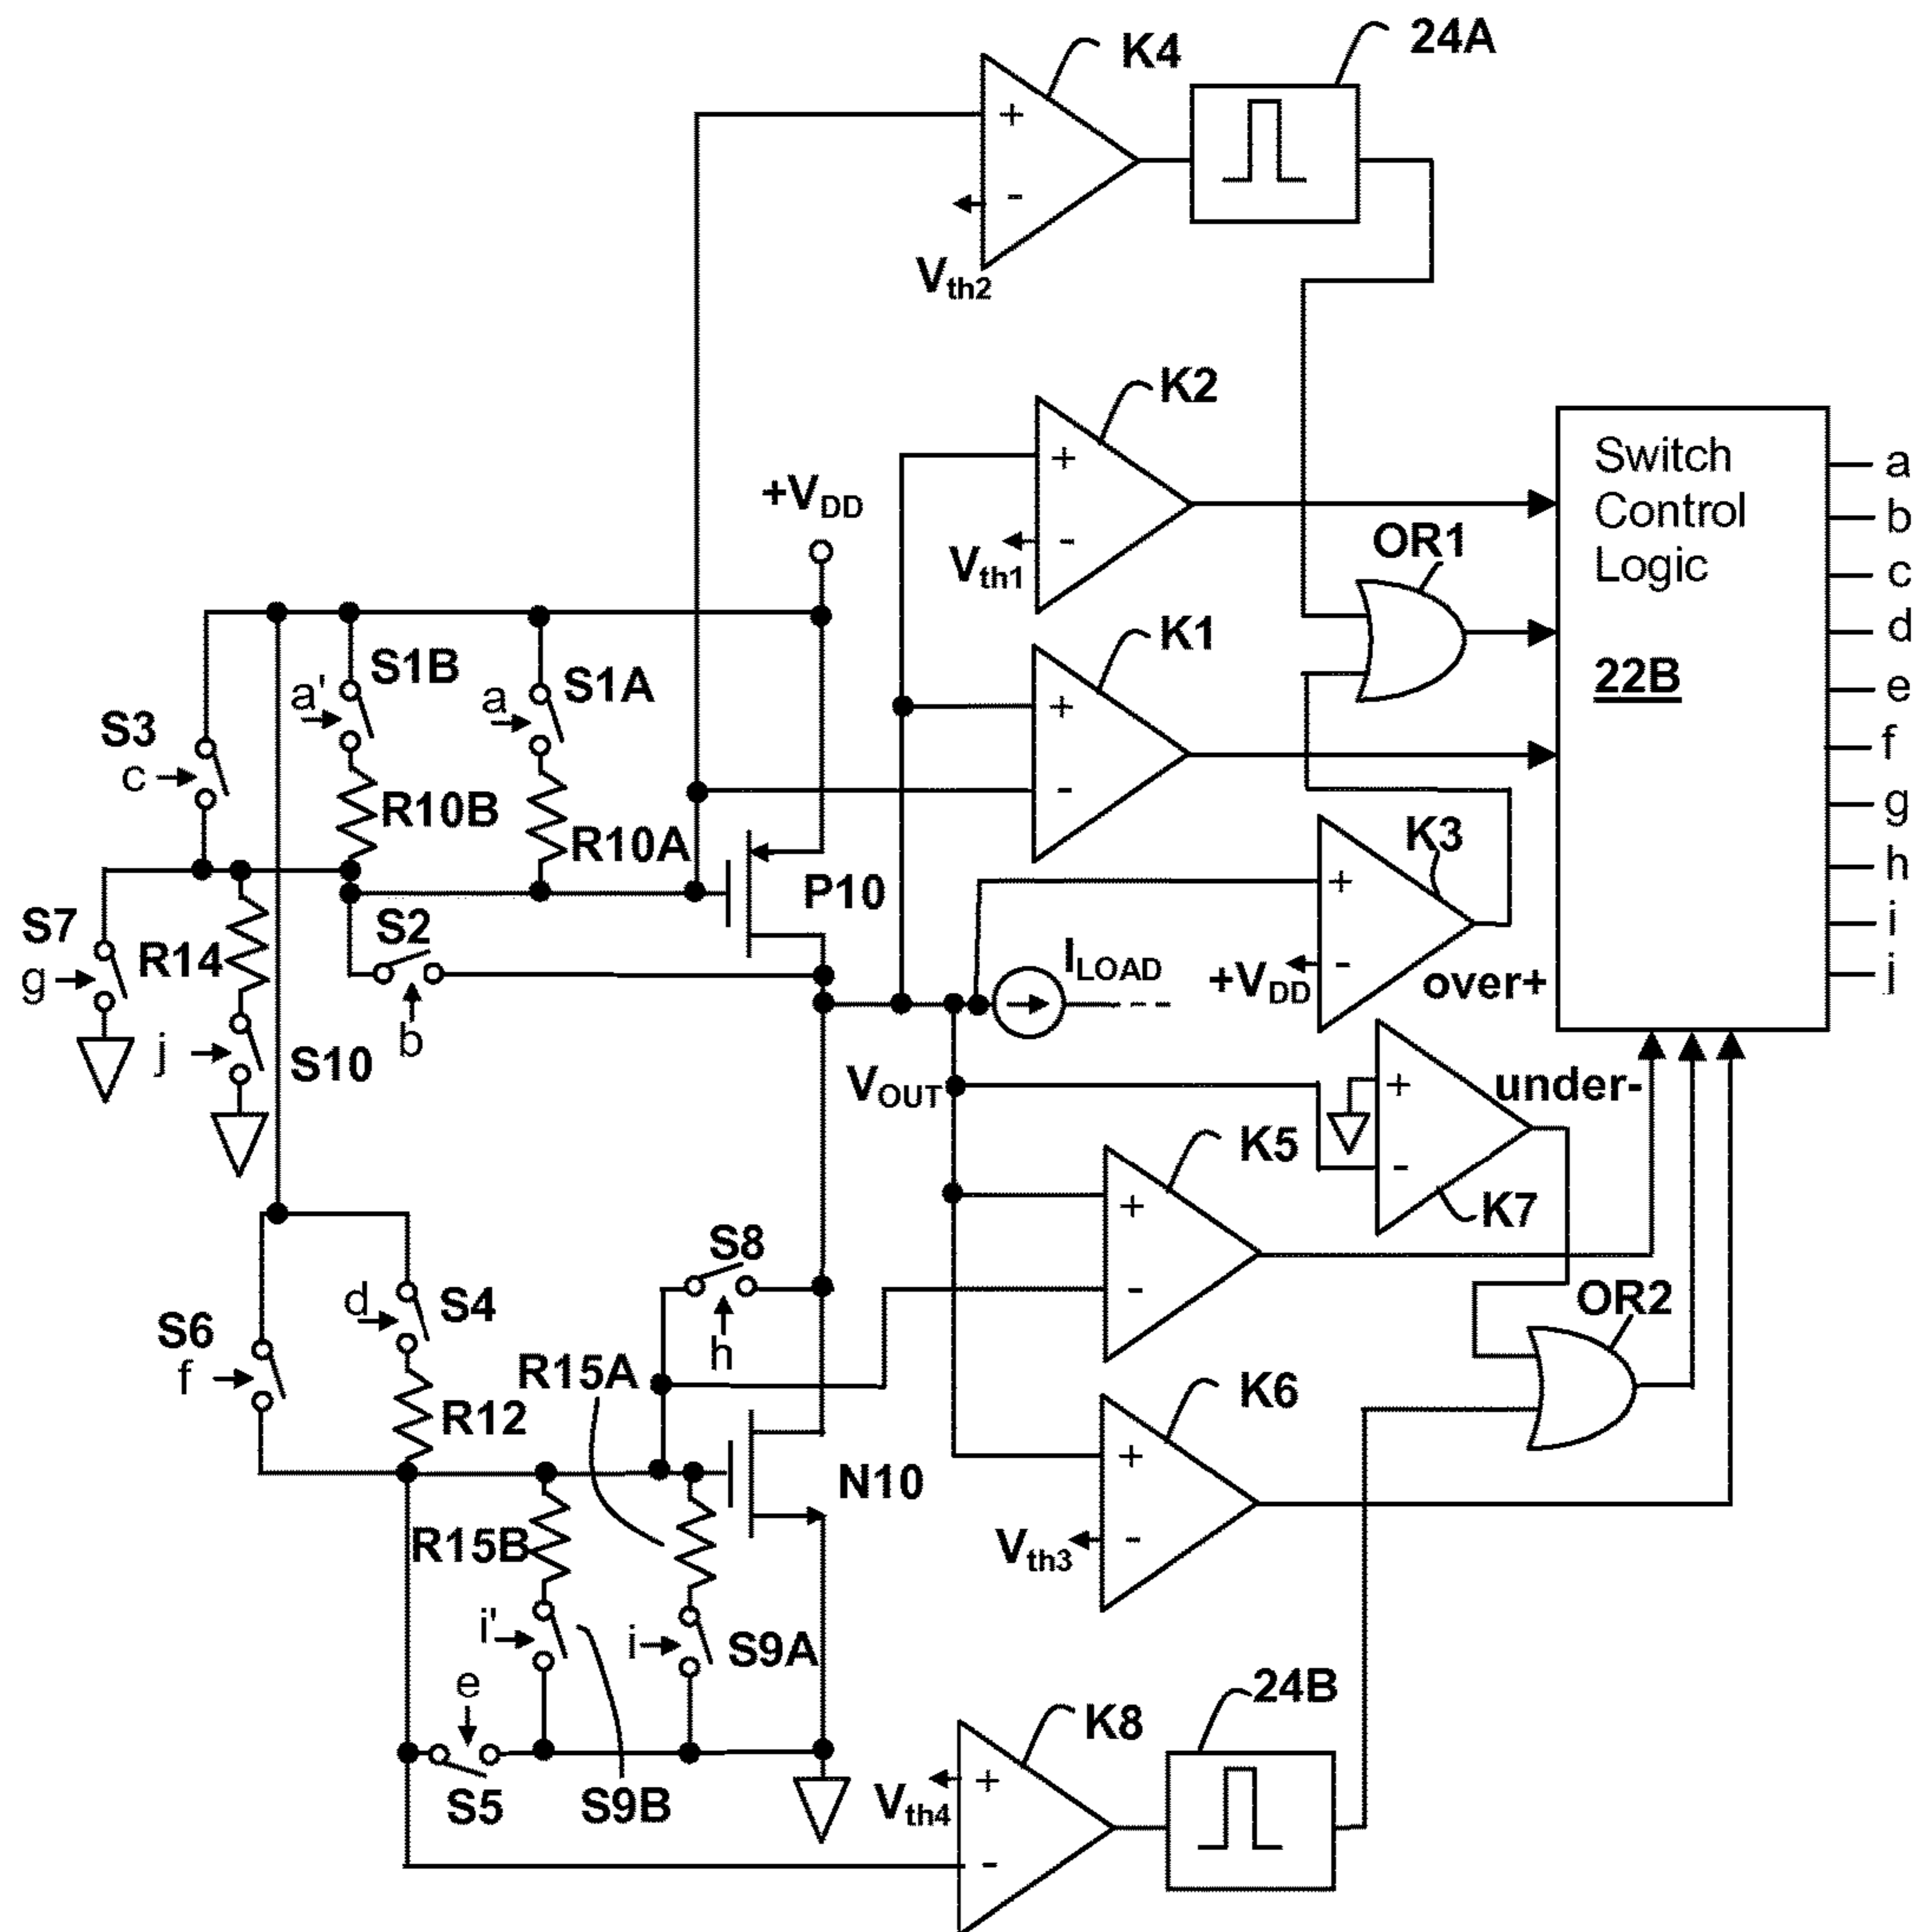 K4
24A
+
-
Vth2
K2
+
+VDD
-
Vth1
OR1
Switch
Control
Logic
22B
a
b
c
d
e
f
g
h
i
j
K1
+
-
S1B
a'
S1A
a
S3
c
R10B
R10A
P10
K3
+
-
+VDD
over+
S7
g
R14
S2
b
ILOAD
j
S10
VOUT
+
under-
-
K7
K5
+
-
S8
h
S6
f
d
S4
R12
R15A
OR2
K6
+
-
Vth3
N10
R15B
i'
i
S9A
e
S5
S9B
K8
24B
Vth4
+
-